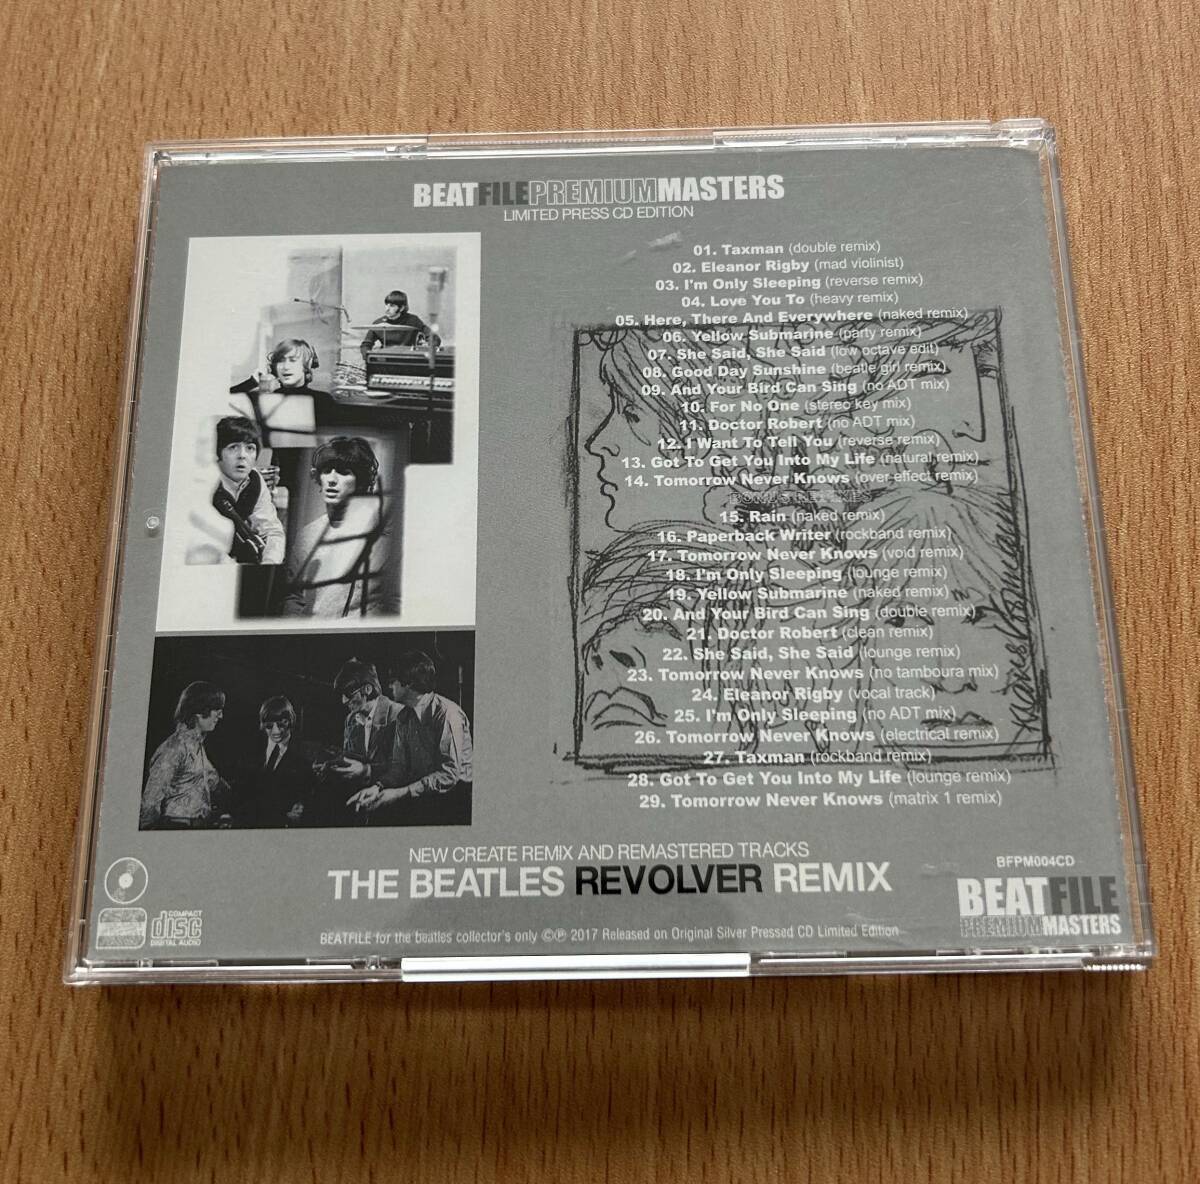 BEATFILEPREMIUMMASTERS
LIMITED PRESS CD EDITION
01. Taxman (double remix)
02. Eleanor Rigby (mad violinist)
03. I'm Only Sleeping (reverse remix)
04. Love You To (heavy remix)
05. Here, There And Everywhere (naked remix)
06. Yellow Submarine (party remix)
07. She Said, She Said (low octave edit)
08. Good Day Sunshine (beatle girl remix)
09. And Your Bird Can Sing (no ADT mix)
10. For No One (stereo key mix)
11. Doctor Robert (no ADT mix)
12. I Want To Tell You (reverse remix)
13. Got To Get You Into My Life (natural remix)
14. Tomorrow Never Knows (over effect remix)
BONUS REMIXES
15. Rain (naked remix)
16. Paperback Writer (rockband remix)
17. Tomorrow Never Knows (void remix)
18. I'm Only Sleeping (lounge remix)
19. Yellow Submarine (naked remix)
20. And Your Bird Can Sing (double remix)
21. Doctor Robert (clean remix)
22. She Said, She Said (lounge remix)
23. Tomorrow Never Knows (no tamboura mix)
24. Eleanor Rigby (vocal track)
25. I'm Only Sleeping (no ADT mix)
26. Tomorrow Never Knows (electrical remix)
27. Taxman (rockband remix)
28. Got To Get You Into My Life (lounge remix)
29. Tomorrow Never Knows (matrix 1 remix)
NEW CREATE REMIX AND REMASTERED TRACKS
THE BEATLES REVOLVER REMIX
COMPACT
disc
DIGITAL AUDIO
BEATFILE for the beatles collector's only ©℗ 2017 Released on Original Silver Pressed CD Limited Edition
BFPM004CD
BEATFILE
PREMIUMMASTERS